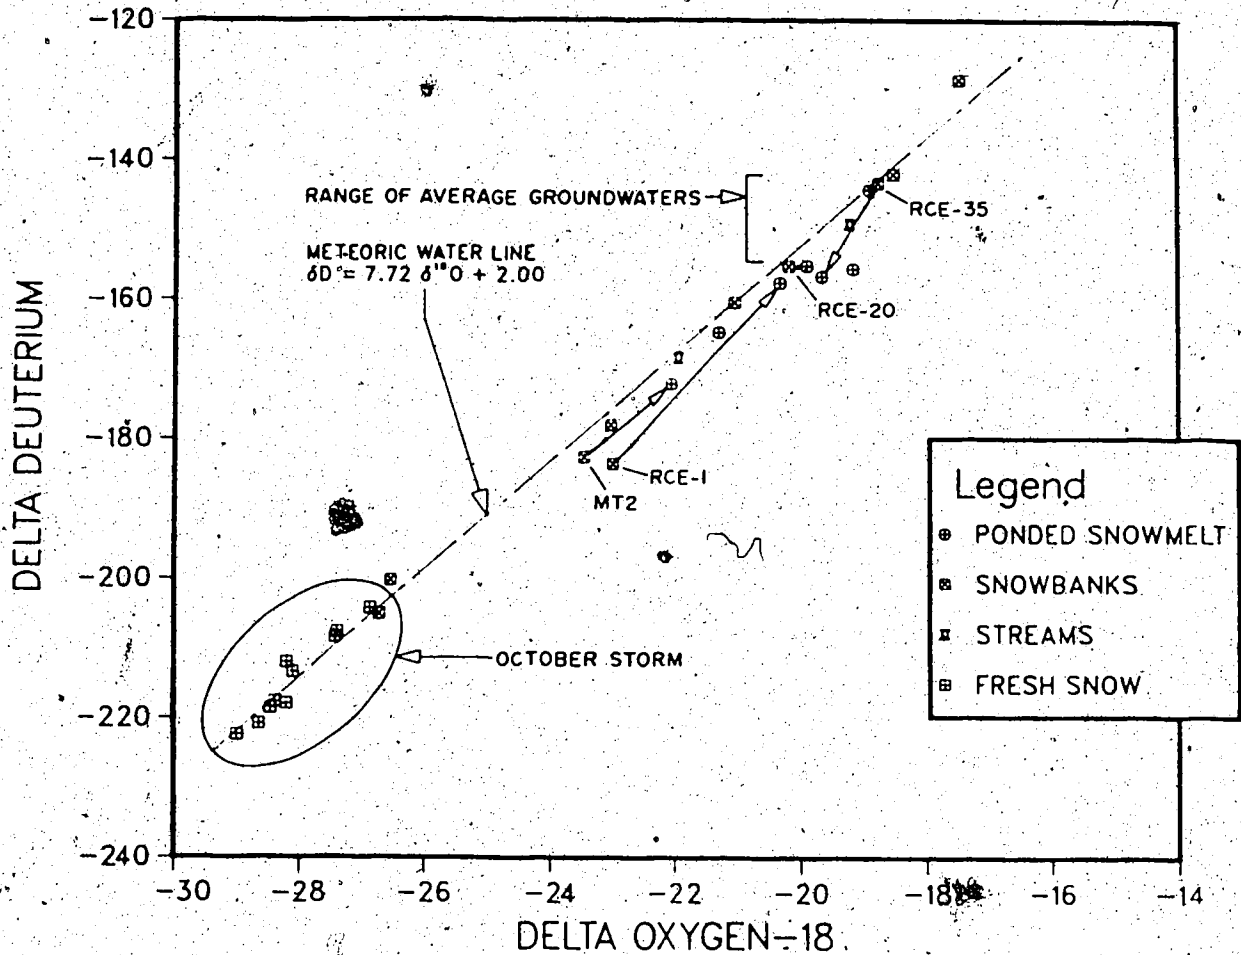 DELTA DEUTERIUM
-120
-140
-160
-180
-200
-220
-240
RANGE OF AVERAGE GROUNDWATERS
METEORIC WATER LINE
δD = 7.72 δ¹⁸O + 2.00
RCE-35
RCE-20
RCE-1
MT2
OCTOBER STORM
Legend
PONDED SNOWMELT
SNOWBANKS
STREAMS
FRESH SNOW
-30
-28
-26
-24
-22
-20
-18
-16
-14
DELTA OXYGEN-18